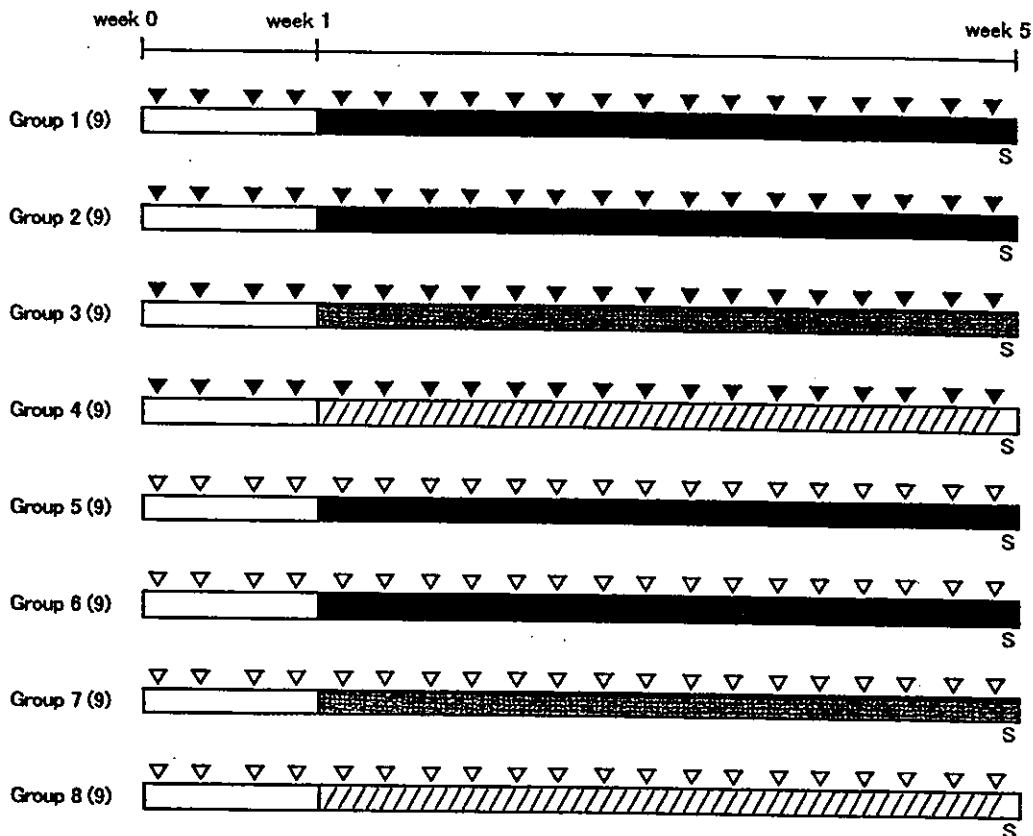 week 0 week 1 week 5
Group 1 (9)
S
Group 2 (9)
S
Group 3 (9)
S
Group 4 (9)
S
Group 5 (9)
S
Group 6 (9)
S
Group 7 (9)
S
Group 8 (9)
S